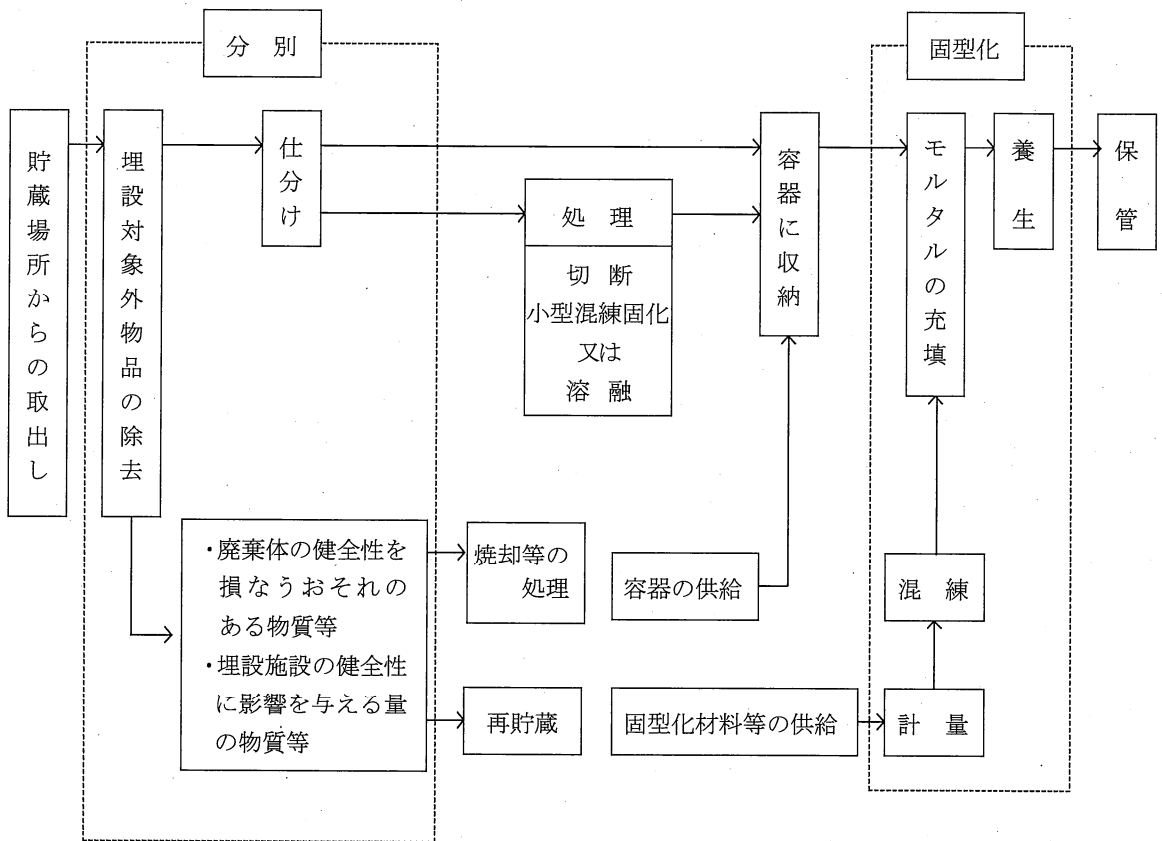 分別
固型化
貯蔵場所からの取出し
埋設対象外物品の除去
仕分け
処理
切断
小型混練固化
又は
溶融
容器に収納
モルタルの充填
養生
保管
・廃棄体の健全性を
損なうおそれの
ある物質等
・埋設施設の健全性
に影響を与える量
の物質等
焼却等の
処理
再貯蔵
容器の供給
固型化材料等の供給
混練
計量